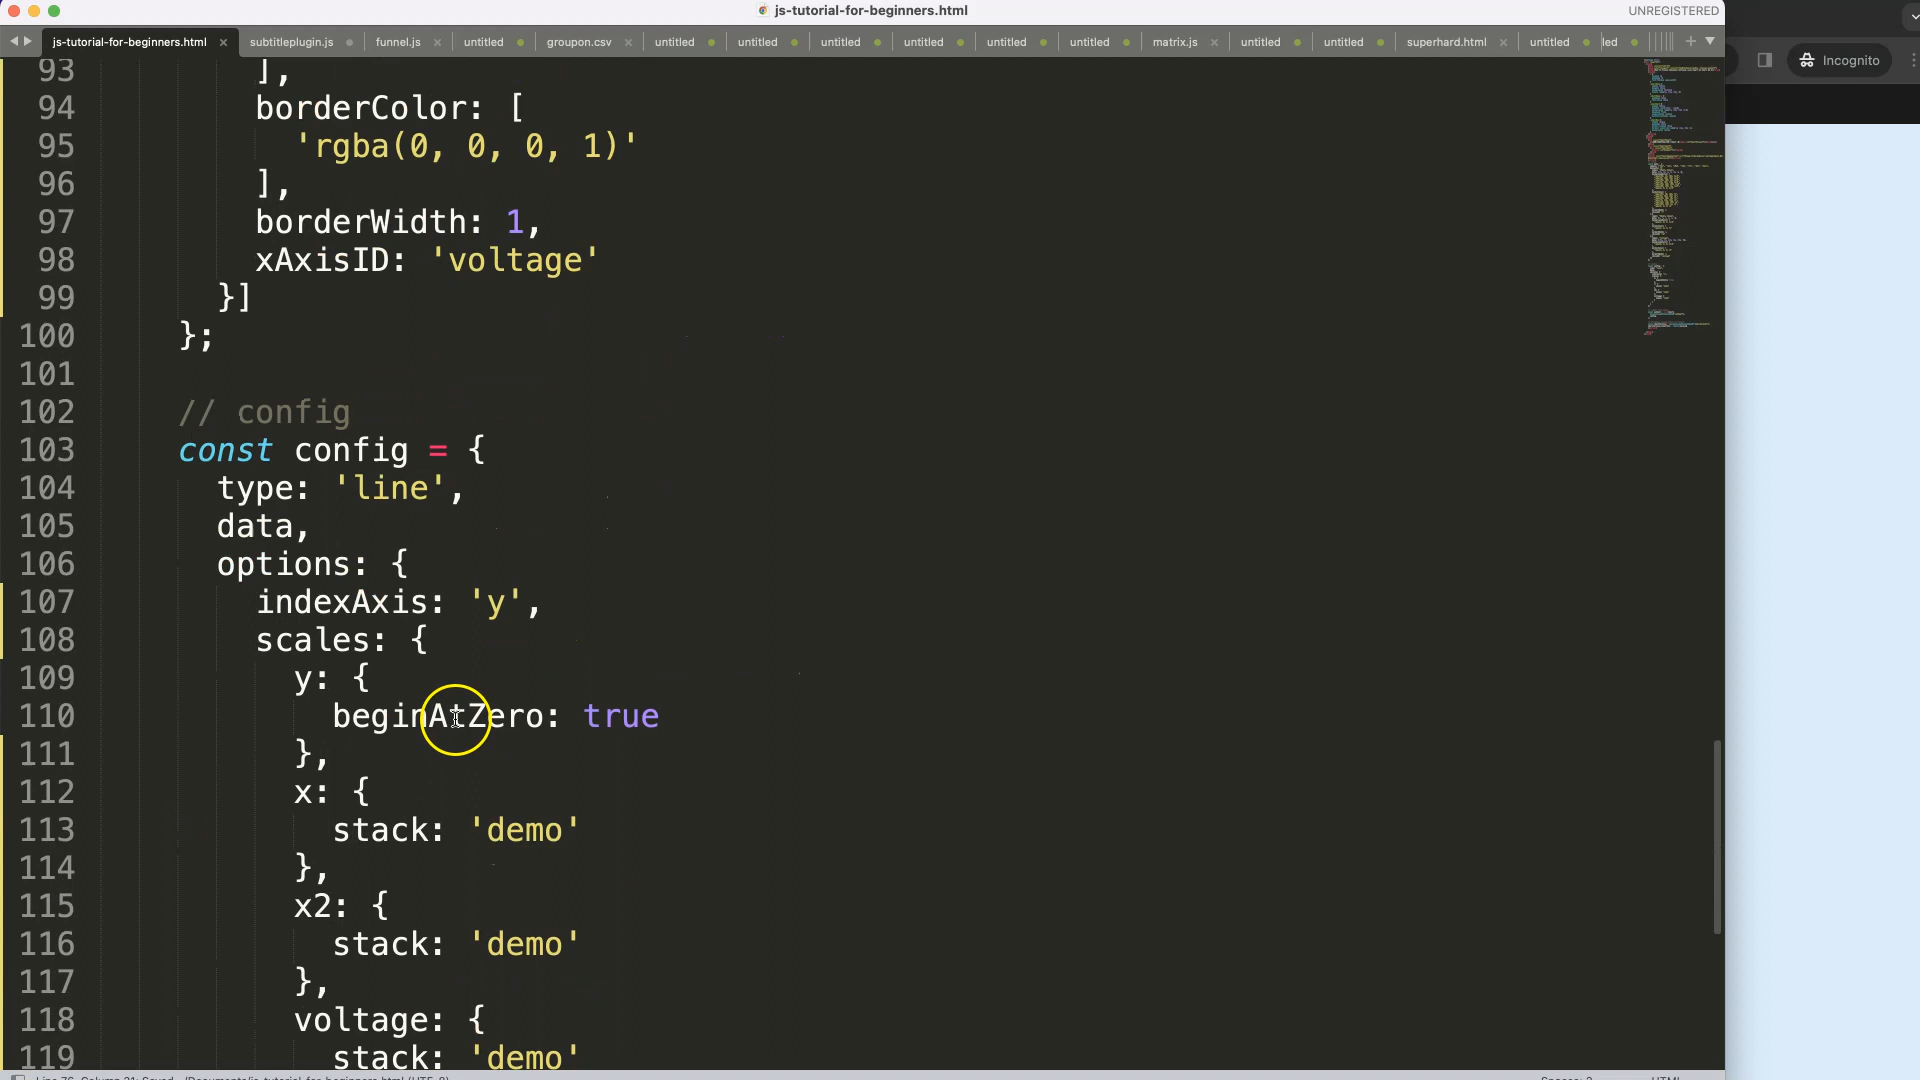 js-tutorial-for-beginners.html
UNREGISTERED
js-tutorial-for-beginners.html subtitleplugin.js funnel.js untitled groupon.csv untitled untitled untitled untitled untitled untitled matrix.js untitled untitled superhard.html untitled led
Incognito
93 ],
94 borderColor: [
95 'rgba(0, 0, 0, 1)'
96 ],
97 borderWidth: 1,
98 xAxisID: 'voltage'
99 }]
100 };
101
102 // config
103 const config = {
104 type: 'line',
105 data,
106 options: {
107 indexAxis: 'y',
108 scales: {
109 y: {
110 beginAtZero: true
111 },
112 x: {
113 stack: 'demo'
114 },
115 x2: {
116 stack: 'demo'
117 },
118 voltage: {
119 stack: 'demo'